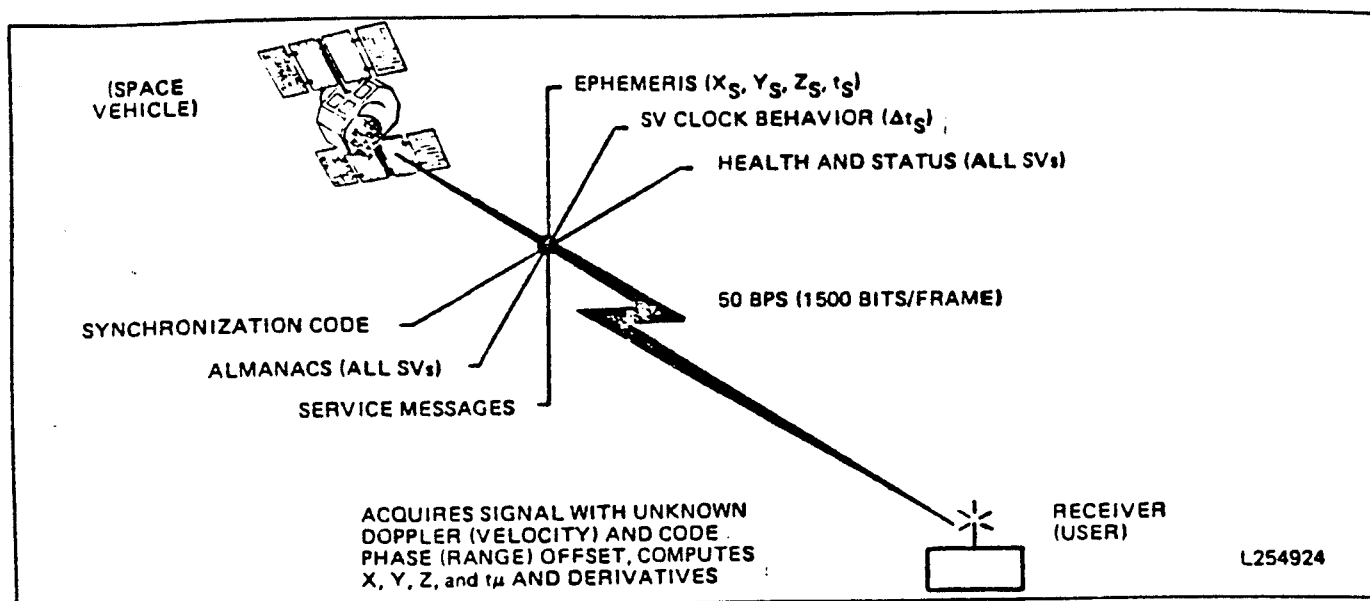 (SPACE
VEHICLE)
EPHEMERIS (XS, YS, ZS, tS)
SV CLOCK BEHAVIOR (ΔtS)
HEALTH AND STATUS (ALL SVs)
50 BPS (1500 BITS/FRAME)
SYNCHRONIZATION CODE
ALMANACS (ALL SVs)
SERVICE MESSAGES
ACQUIRES SIGNAL WITH UNKNOWN
DOPPLER (VELOCITY) AND CODE
PHASE (RANGE) OFFSET, COMPUTES
X, Y, Z, and tμ AND DERIVATIVES
RECEIVER
(USER)
L254924